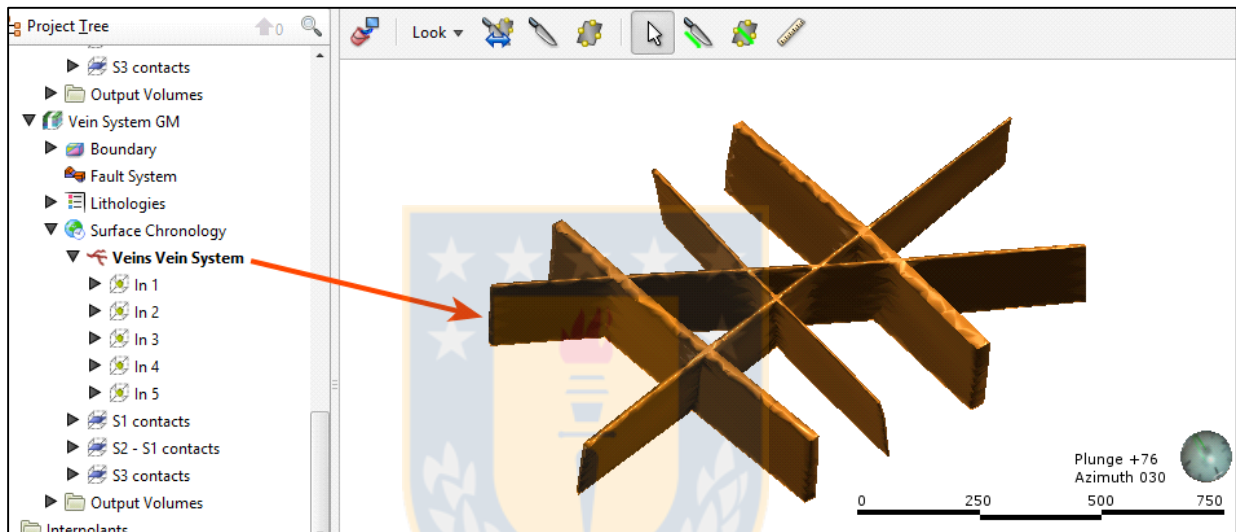 Project Tree
0
Look
S3 contacts
Output Volumes
Vein System GM
Boundary
Fault System
Lithologies
Surface Chronology
Veins Vein System
In 1
In 2
In 3
In 4
In 5
S1 contacts
S2 - S1 contacts
S3 contacts
Output Volumes
Interpolants
Plunge +76
Azimuth 030
0 250 500 750